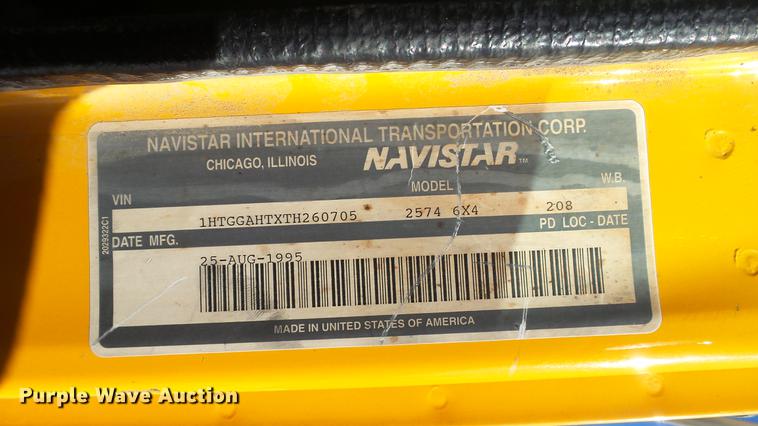 NAVISTAR INTERNATIONAL TRANSPORTATION CORP.
CHICAGO, ILLINOIS NAVISTAR™
VIN MODEL W.B.
1HTGGAHTXTH260705 2574 6X4 208
DATE MFG. PD LOC - DATE
25-AUG-1995
MADE IN UNITED STATES OF AMERICA
2029322C1
Purple Wave Auction